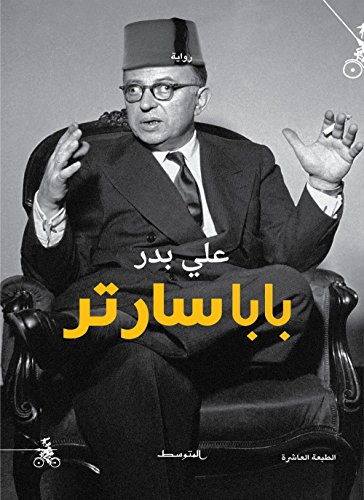 رواية
علي بدر
بابا سارتر
المتوسط
الطبعة العاشرة